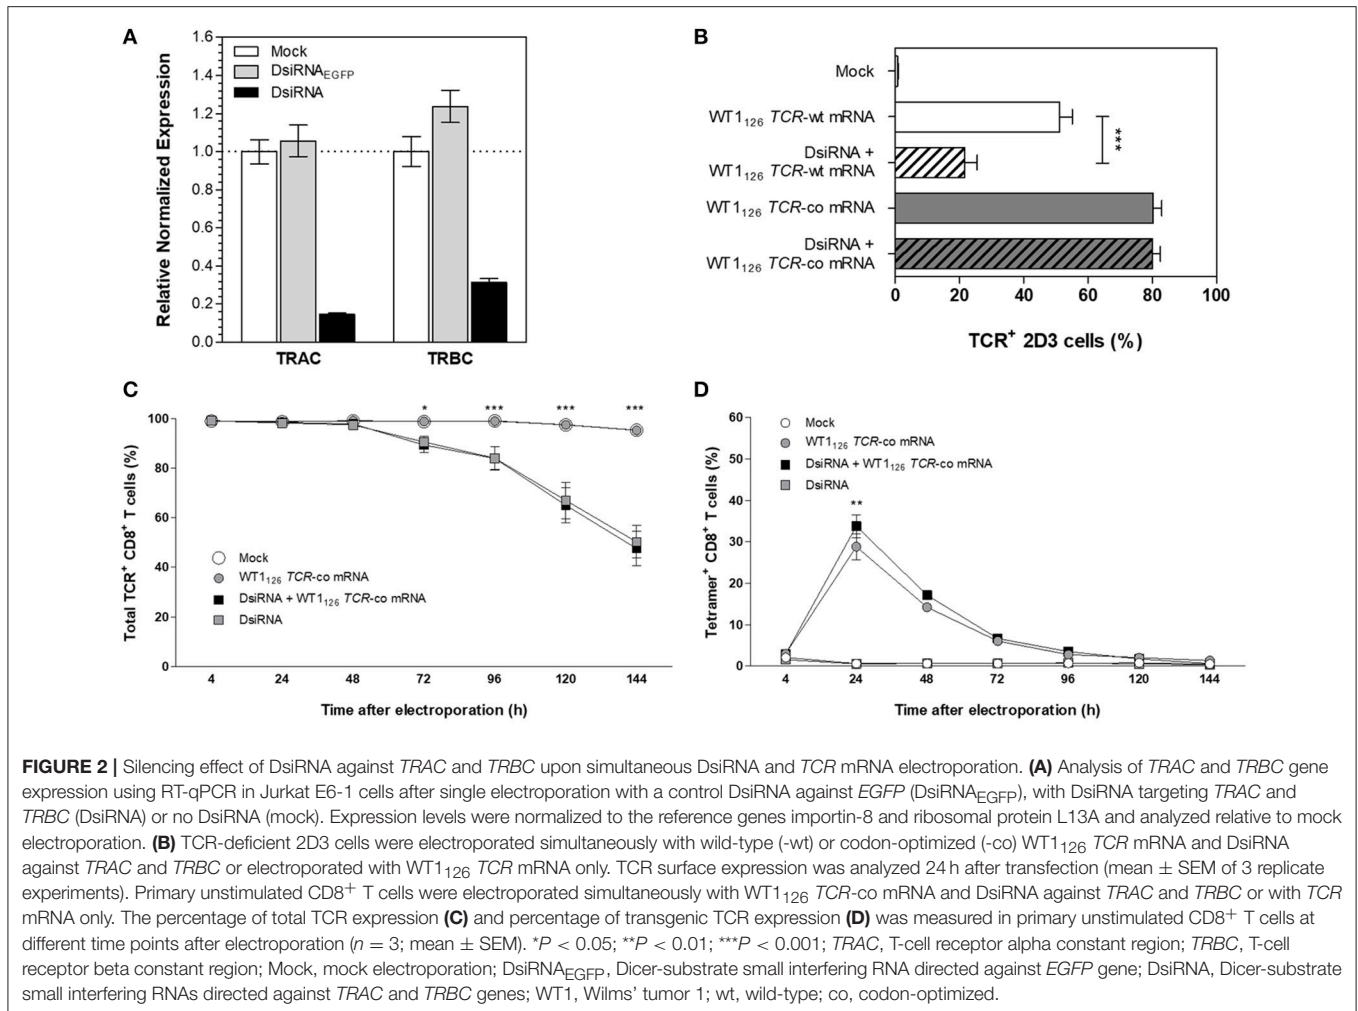 A
1.6
1.4
1.2
1.0
0.8
0.6
0.4
0.2
0.0
Relative Normalized Expression
Mock
DsiRNA_EGFP
DsiRNA
TRAC
TRBC
B
Mock
WT1₁₂₆ TCR-wt mRNA
DsiRNA +
WT1₁₂₆ TCR-wt mRNA
WT1₁₂₆ TCR-co mRNA
DsiRNA +
WT1₁₂₆ TCR-co mRNA
***
0 20 40 60 80 100
TCR⁺ 2D3 cells (%)
C
100
80
60
40
20
0
Total TCR⁺ CD8⁺ T cells (%)
* *** *** ***
Mock
WT1₁₂₆ TCR-co mRNA
DsiRNA + WT1₁₂₆ TCR-co mRNA
DsiRNA
4 24 48 72 96 120 144
Time after electroporation (h)
D
60
50
40
30
20
10
0
Tetramer⁺ CD8⁺ T cells (%)
Mock
WT1₁₂₆ TCR-co mRNA
DsiRNA + WT1₁₂₆ TCR-co mRNA
DsiRNA
**
4 24 48 72 96 120 144
Time after electroporation (h)
FIGURE 2 | Silencing effect of DsiRNA against TRAC and TRBC upon simultaneous DsiRNA and TCR mRNA electroporation. (A) Analysis of TRAC and TRBC gene
expression using RT-qPCR in Jurkat E6-1 cells after single electroporation with a control DsiRNA against EGFP (DsiRNA_EGFP), with DsiRNA targeting TRAC and
TRBC (DsiRNA) or no DsiRNA (mock). Expression levels were normalized to the reference genes importin-8 and ribosomal protein L13A and analyzed relative to mock
electroporation. (B) TCR-deficient 2D3 cells were electroporated simultaneously with wild-type (-wt) or codon-optimized (-co) WT1₁₂₆ TCR mRNA and DsiRNA
against TRAC and TRBC or electroporated with WT1₁₂₆ TCR mRNA only. TCR surface expression was analyzed 24 h after transfection (mean ± SEM of 3 replicate
experiments). Primary unstimulated CD8⁺ T cells were electroporated simultaneously with WT1₁₂₆ TCR-co mRNA and DsiRNA against TRAC and TRBC or with TCR
mRNA only. The percentage of total TCR expression (C) and percentage of transgenic TCR expression (D) was measured in primary unstimulated CD8⁺ T cells at
different time points after electroporation (n = 3; mean ± SEM). *P < 0.05; **P < 0.01; ***P < 0.001; TRAC, T-cell receptor alpha constant region; TRBC, T-cell
receptor beta constant region; Mock, mock electroporation; DsiRNA_EGFP, Dicer-substrate small interfering RNA directed against EGFP gene; DsiRNA, Dicer-substrate
small interfering RNAs directed against TRAC and TRBC genes; WT1, Wilms' tumor 1; wt, wild-type; co, codon-optimized.